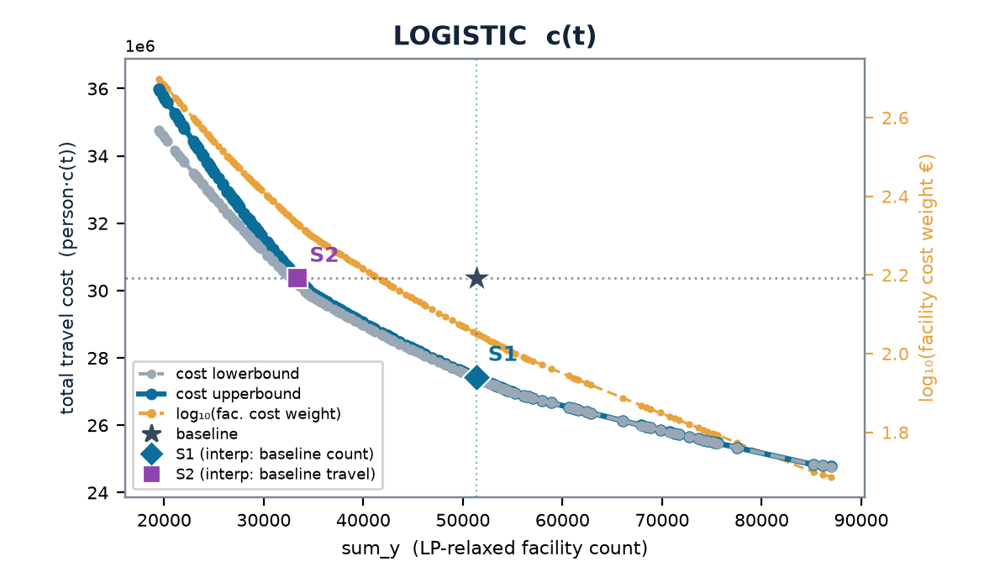 LOGISTIC c(t)
1e6
36
34
32
30
28
26
24
total travel cost (person·c(t))
2.6
2.4
2.2
2.0
1.8
log₁₀(facility cost weight €)
S2
S1
cost lowerbound
cost upperbound
log₁₀(fac. cost weight)
baseline
S1 (interp: baseline count)
S2 (interp: baseline travel)
20000 30000 40000 50000 60000 70000 80000 90000
sum_y (LP-relaxed facility count)